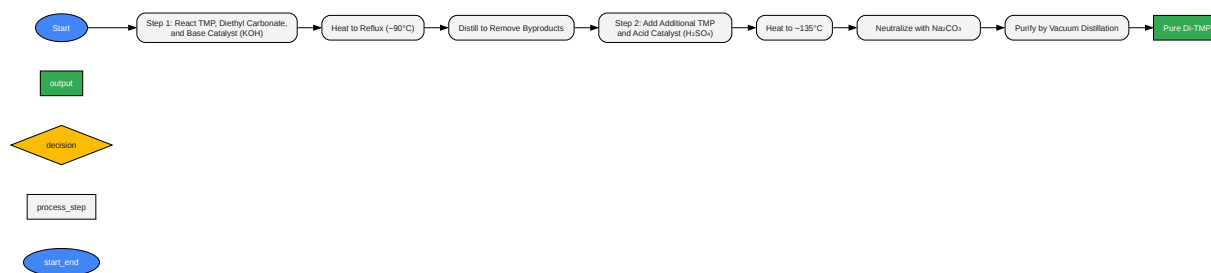 Start
Step 1: React TMP, Diethyl Carbonate,
and Base Catalyst (KOH)
Heat to Reflux (~90°C)
Distill to Remove Byproducts
Step 2: Add Additional TMP
and Acid Catalyst (H₂SO₄)
Heat to ~135°C
Neutralize with Na₂CO₃
Purify by Vacuum Distillation
Pure Di-TMP
output
decision
process_step
start_end